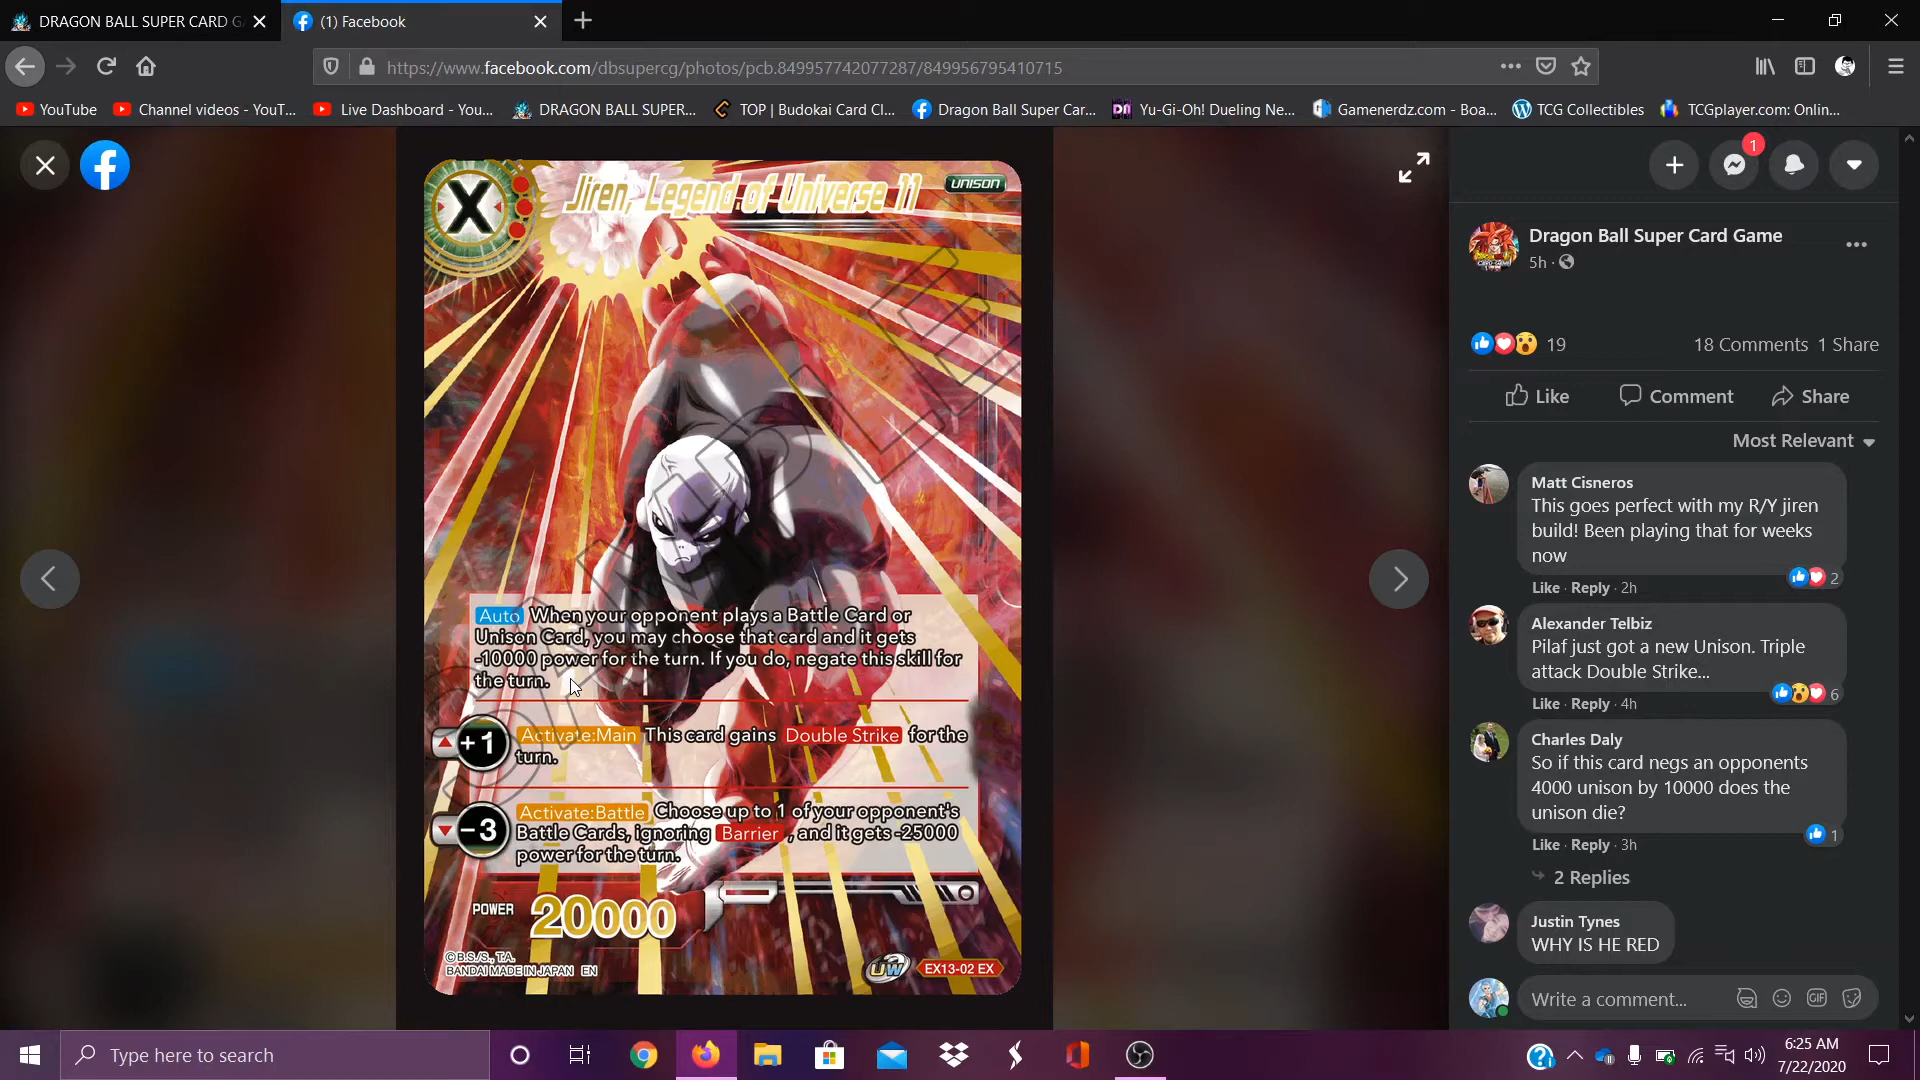 DRAGON BALL SUPER CARD GA
(1) Facebook
https://www.facebook.com/dbsupercg/photos/pcb.849957742077287/849956795410715
YouTube
Channel videos - YouT...
Live Dashboard - You...
DRAGON BALL SUPER...
TOP | Budokai Card Cl...
Dragon Ball Super Car...
Yu-Gi-Oh! Dueling Ne...
Gamenerdz.com - Boa...
TCG Collectibles
TCGplayer.com: Onlin...
X
Jiren, Legend of Universe 11
UNISON
SAMPLE
Auto When your opponent plays a Battle Card or
Unison Card, you may choose that card and it gets
-10000 power for the turn. If you do, negate this skill for
the turn.
+1 Activate:Main This card gains Double Strike for the
turn.
-3 Activate:Battle Choose up to 1 of your opponent's
Battle Cards, ignoring Barrier, and it gets -25000
power for the turn.
POWER 20000
©B.S./S., T.A.
BANDAI MADE IN JAPAN EN
UW
EX13-02 EX
1
Dragon Ball Super Card Game
5h ·
19
18 Comments 1 Share
Like Comment Share
Most Relevant
Matt Cisneros
This goes perfect with my R/Y jiren
build! Been playing that for weeks
now
2
Like · Reply · 2h
Alexander Telbiz
Pilaf just got a new Unison. Triple
attack Double Strike...
6
Like · Reply · 4h
Charles Daly
So if this card negs an opponents
4000 unison by 10000 does the
unison die?
1
Like · Reply · 3h
2 Replies
Justin Tynes
WHY IS HE RED
Write a comment...
GIF
Type here to search
6:25 AM
7/22/2020